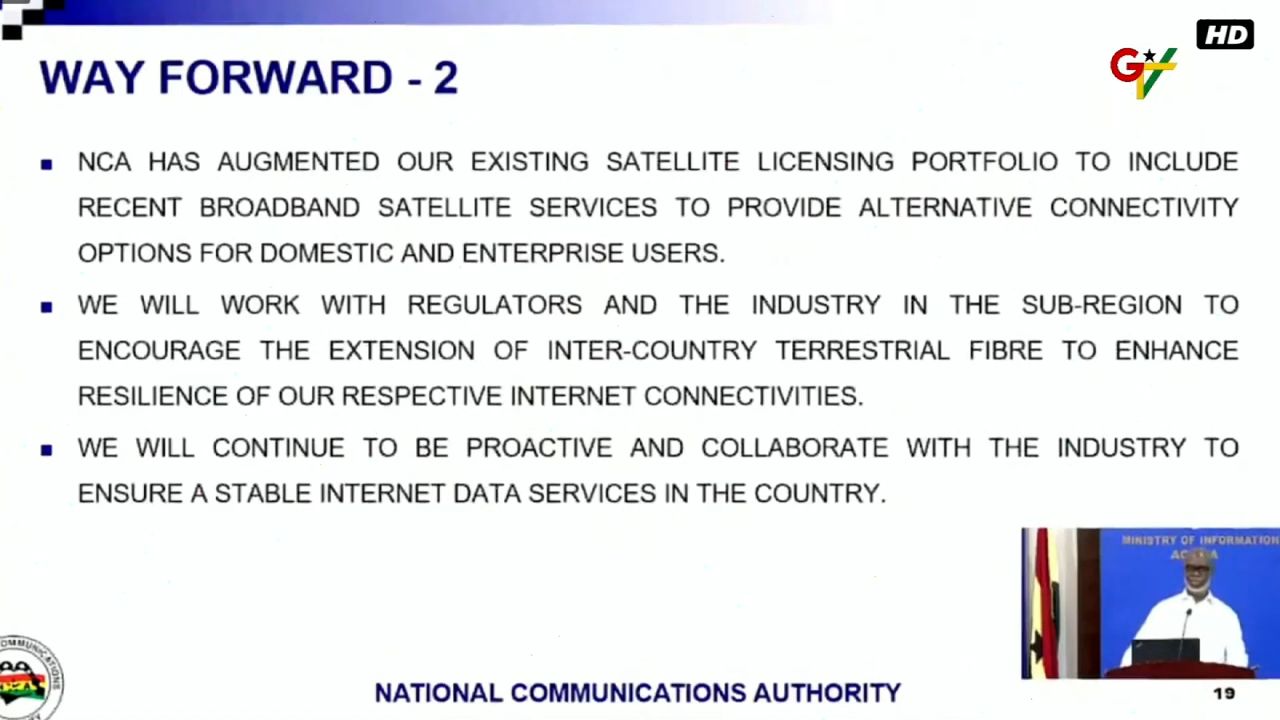 HD
GTV
WAY FORWARD - 2
NCA HAS AUGMENTED OUR EXISTING SATELLITE LICENSING PORTFOLIO TO INCLUDE
RECENT BROADBAND SATELLITE SERVICES TO PROVIDE ALTERNATIVE CONNECTIVITY
OPTIONS FOR DOMESTIC AND ENTERPRISE USERS.
WE WILL WORK WITH REGULATORS AND THE INDUSTRY IN THE SUB-REGION TO
ENCOURAGE THE EXTENSION OF INTER-COUNTRY TERRESTRIAL FIBRE TO ENHANCE
RESILIENCE OF OUR RESPECTIVE INTERNET CONNECTIVITIES.
WE WILL CONTINUE TO BE PROACTIVE AND COLLABORATE WITH THE INDUSTRY TO
ENSURE A STABLE INTERNET DATA SERVICES IN THE COUNTRY.
MINISTRY OF INFORMATION
NATIONAL COMMUNICATIONS AUTHORITY
19